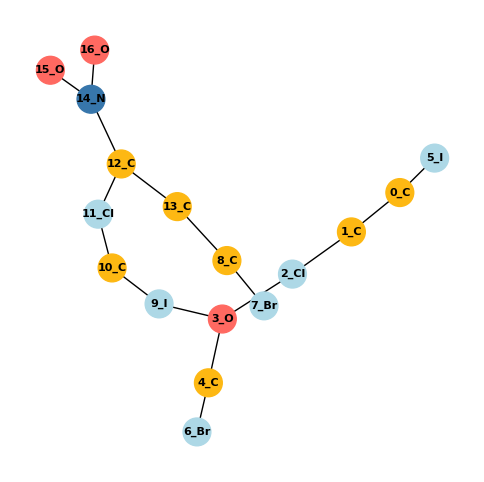 16_O
15_O
14_N
5_I
12_C
0_C
13_C
11_Cl
1_C
8_C
10_C
2_Cl
9_I
7_Br
3_O
4_C
6_Br